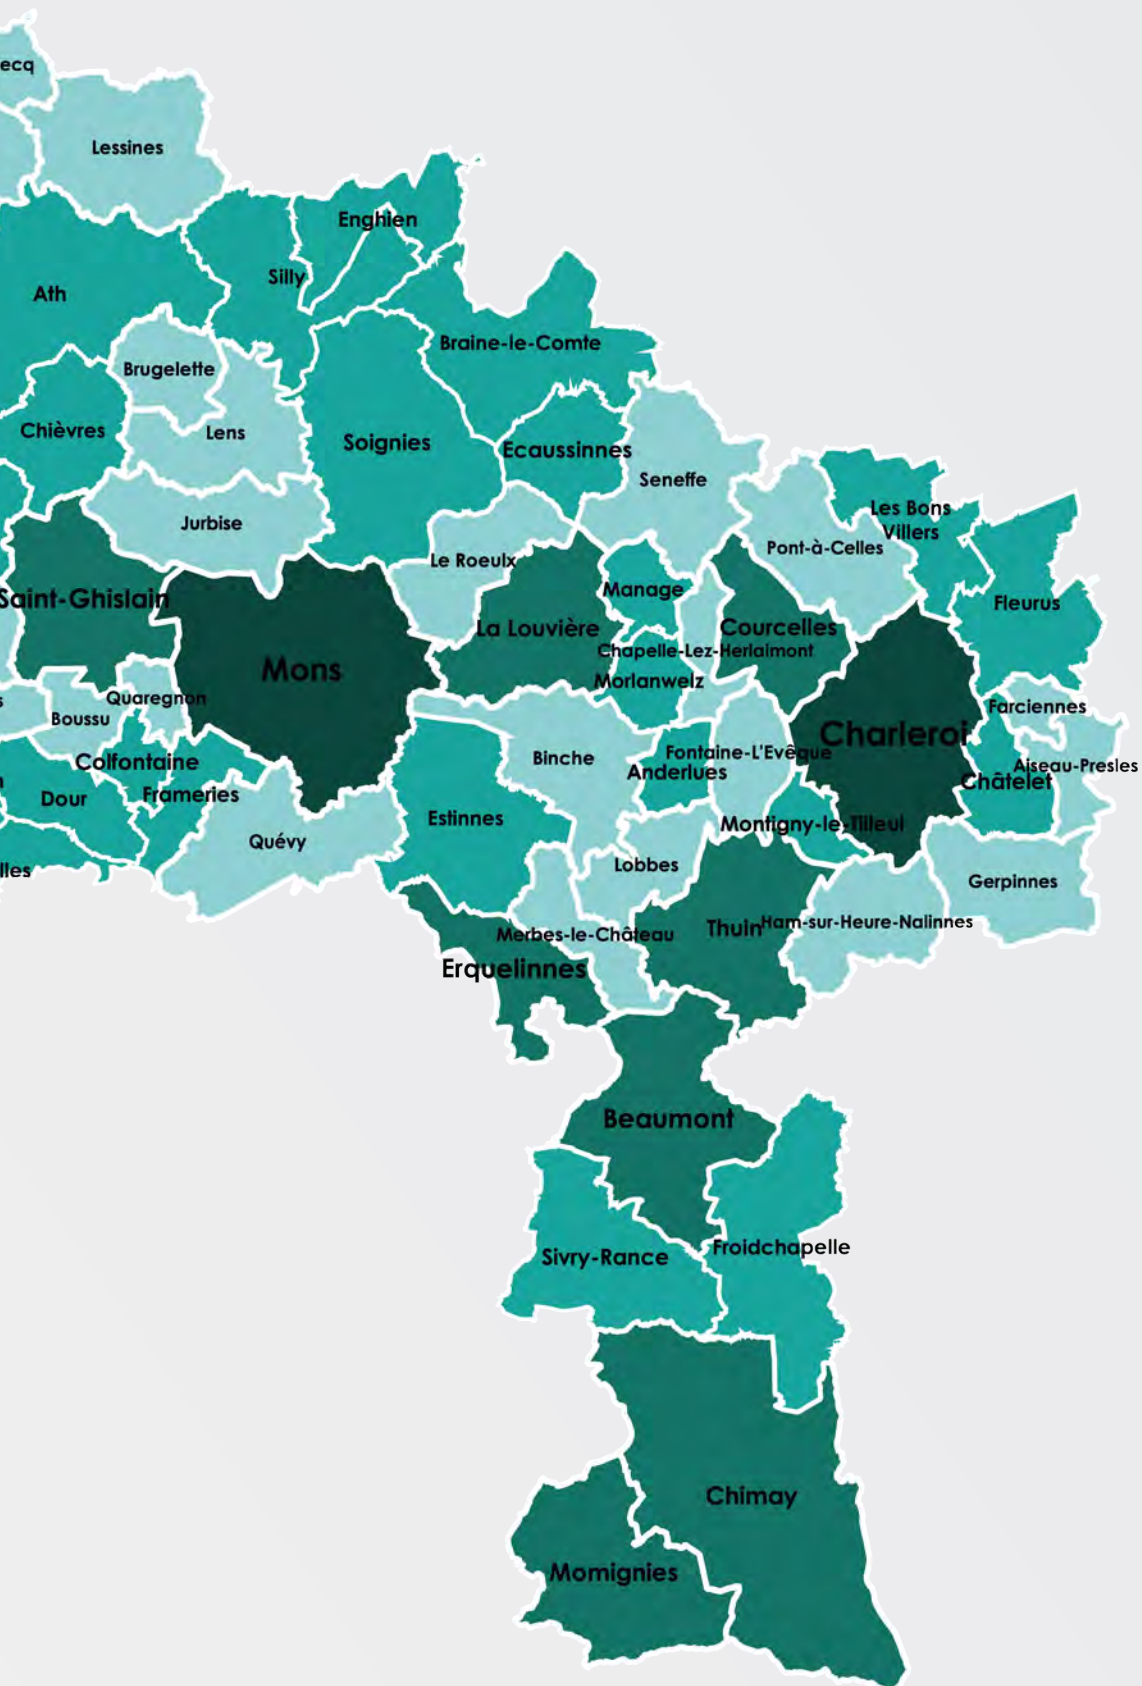 ecq
Lessines
Enghien
Silly
Ath
Braine-le-Comte
Brugelette
Chièvres
Lens
Soignies
Ecaussinnes
Seneffe
Jurbise
Les Bons
Villers
Pont-à-Celles
Le Roeulx
Manage
Saint-Ghislain
Fleurus
La Louvière
Courcelles
Chapelle-Lez-Herlaimont
Mons
Morlanwelz
Quaregnon
s
Boussu
Farciennes
Charleroi
Fontaine-L'Evêque
Binche
Colfontaine
Aiseau-Presles
Anderlues
Châtelet
Dour
Frameries
Estinnes
Montigny-le-Tilleul
Quévy
Lobbes
lles
Gerpinnes
Ham-sur-Heure-Nalinnes
Thuin
Merbes-le-Château
Erquelinnes
Beaumont
Froidchapelle
Sivry-Rance
Chimay
Momignies